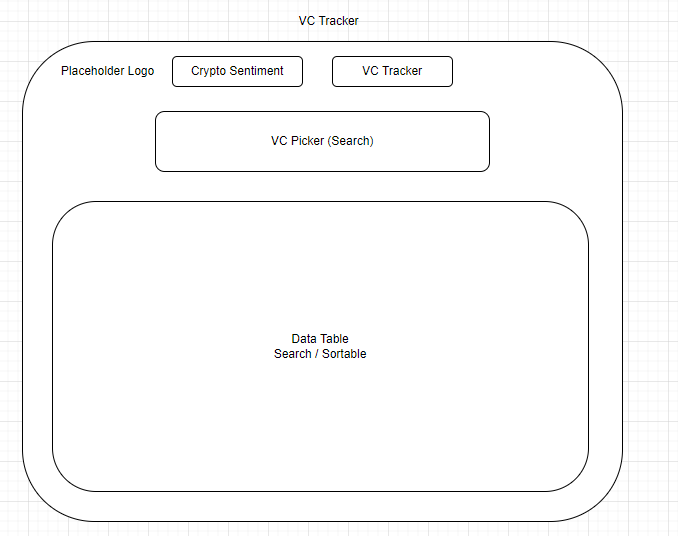 VC Tracker
Placeholder Logo
Crypto Sentiment
VC Tracker
VC Picker (Search)
Data Table
Search / Sortable